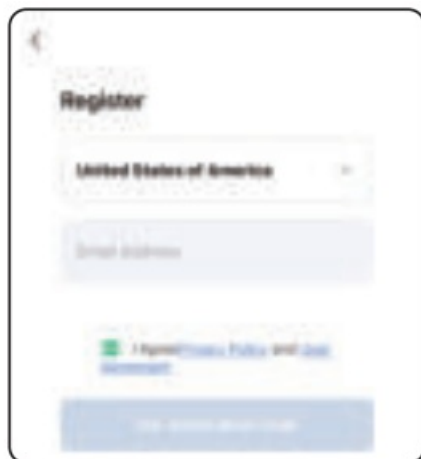 Register
United States of America
Email Address
I Agree Privacy Policy and User
Agreement